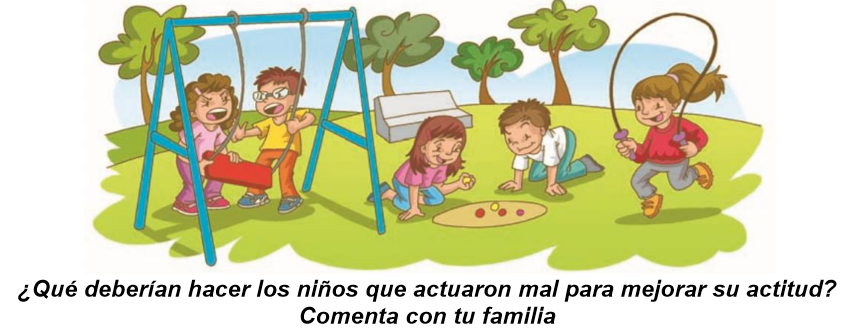 ¿Qué deberían hacer los niños que actuaron mal para mejorar su actitud?
Comenta con tu familia